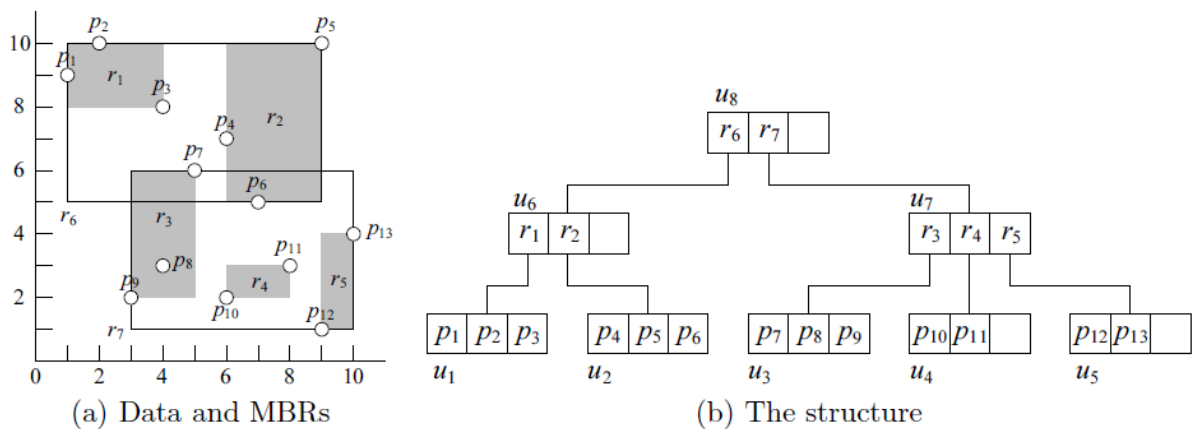 p₂ p₅
10
p₁ r₁
p₃
8 r₂
p₄
p₇
6
p₆
r₆ r₃
4 p₁₃
p₁₁
p₈
p₉ r₄ r₅
2
p₁₀ p₁₂
r₇
0 2 4 6 8 10
(a) Data and MBRs
u₈
r₆ r₇
u₆ u₇
r₁ r₂ r₃ r₄ r₅
p₁ p₂ p₃ p₄ p₅ p₆ p₇ p₈ p₉ p₁₀ p₁₁ p₁₂ p₁₃
u₁ u₂ u₃ u₄ u₅
(b) The structure